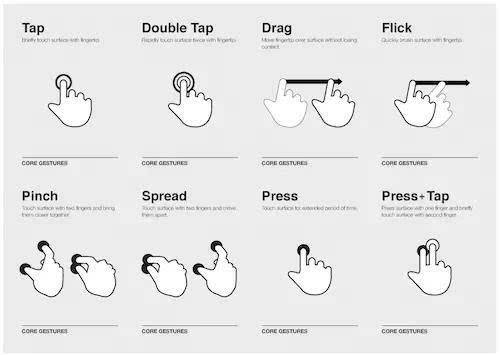 Tap
Briefly touch surface with fingertip.
Double Tap
Rapidly touch surface twice with fingertip.
Drag
Move fingertip over surface without losing
contact.
Flick
Quickly brush surface with fingertip.
CORE GESTURES
CORE GESTURES
CORE GESTURES
CORE GESTURES
Pinch
Touch surface with two fingers and bring
them closer together.
Spread
Touch surface with two fingers and move
them apart.
Press
Touch surface for extended period of time.
Press+Tap
Press surface with one finger and briefly
touch surface with second finger.
CORE GESTURES
CORE GESTURES
CORE GESTURES
CORE GESTURES